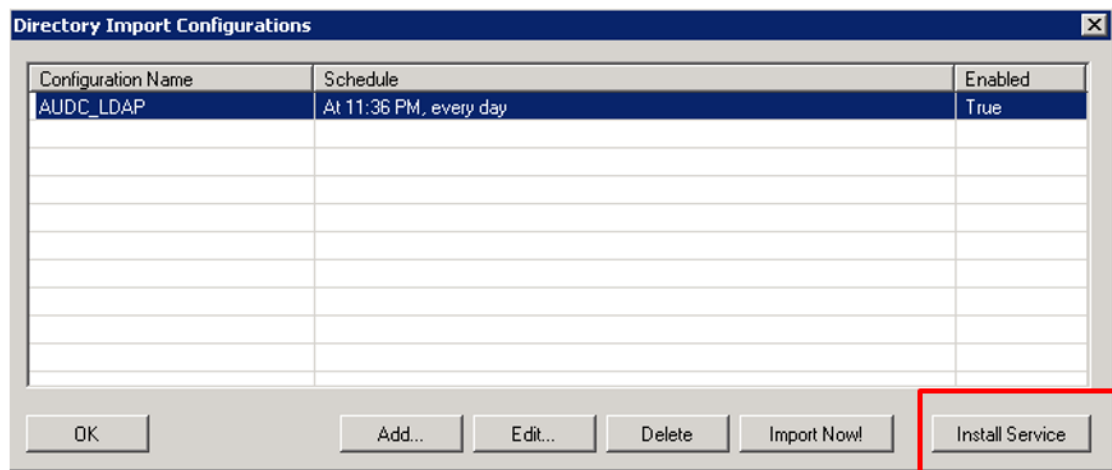 Directory Import Configurations
Configuration Name Schedule Enabled
AUDC_LDAP At 11:36 PM, every day True
OK Add... Edit... Delete Import Now! Install Service